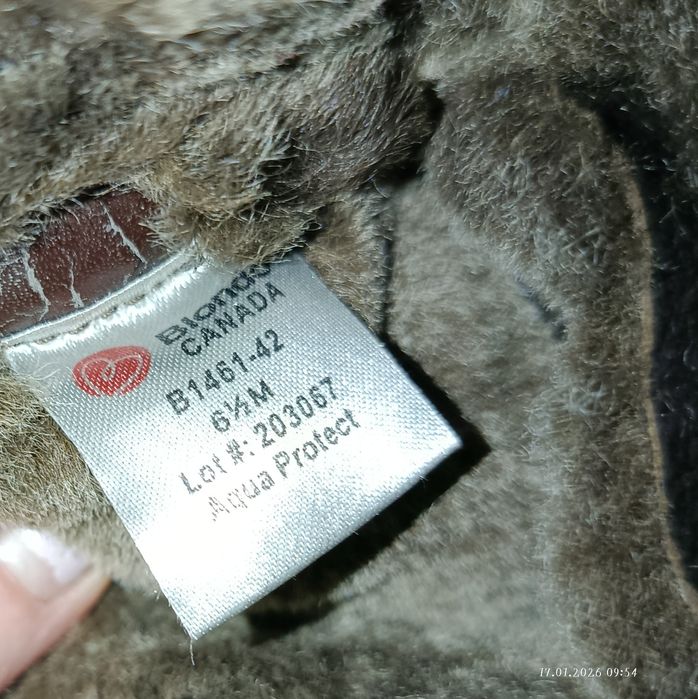 Blondo
CANADA
B1461-42
6½M
Lot #: 203067
Aqua Protect
17.01.2026 09:54